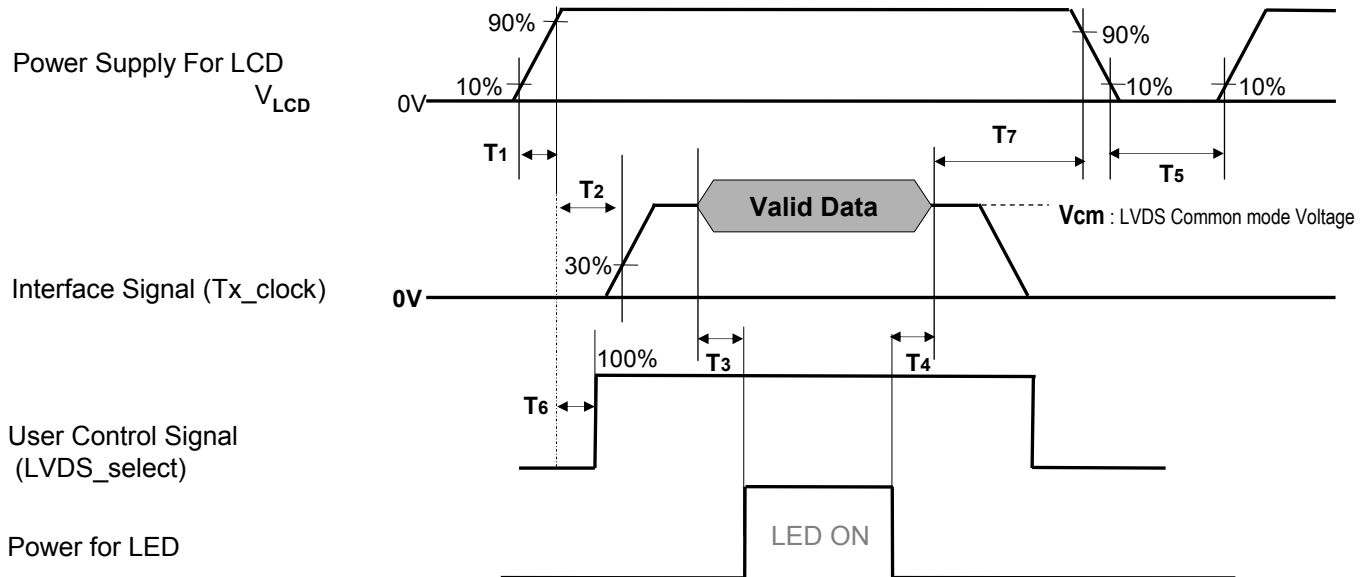 90%
90%
Power Supply For LCD
VLCD
10%
10%
10%
0V
T1
T7
T5
T2
Valid Data
Vcm : LVDS Common mode Voltage
30%
Interface Signal (Tx_clock)
0V
100%
T3
T4
T6
User Control Signal
(LVDS_select)
LED ON
Power for LED